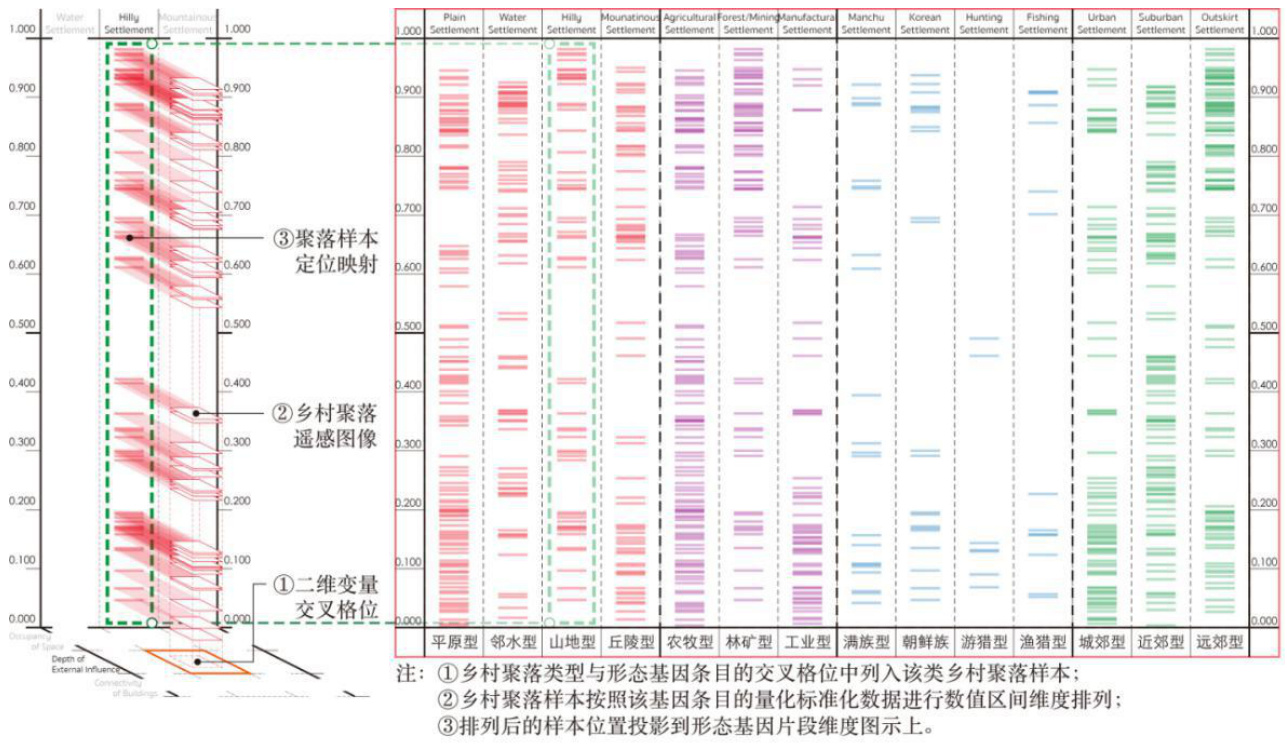 Water Settlement
Hilly Settlement
Mountainous Settlement
1.000
0.900
0.800
0.700
0.600
0.500
0.400
0.300
0.200
0.100
0.000
1.000
0.900
0.800
0.700
0.600
0.500
0.400
0.300
0.200
0.100
0.000
Occupancy of Space
Depth of External Influence
Connectivity of Buildings
③聚落样本
定位映射
②乡村聚落
遥感图像
①二维变量
交叉格位
Plain Settlement
Water Settlement
Hilly Settlement
Mounatinous Settlement
Agricultural Settlement
Forest/Mining Settlement
Manufactural Settlement
Manchu Settlement
Korean Settlement
Hunting Settlement
Fishing Settlement
Urban Settlement
Suburban Settlement
Outskirt Settlement
1.000
0.900
0.800
0.700
0.600
0.500
0.400
0.300
0.200
0.100
0.000
1.000
0.900
0.800
0.700
0.600
0.500
0.400
0.300
0.200
0.100
0.000
平原型 邻水型 山地型 丘陵型 农牧型 林矿型 工业型 满族型 朝鲜族 游猎型 渔猎型 城郊型 近郊型 远郊型
注：①乡村聚落类型与形态基因条目的交叉格位中列入该类乡村聚落样本；
②乡村聚落样本按照该基因条目的量化标准化数据进行数值区间维度排列；
③排列后的样本位置投影到形态基因片段维度图示上。